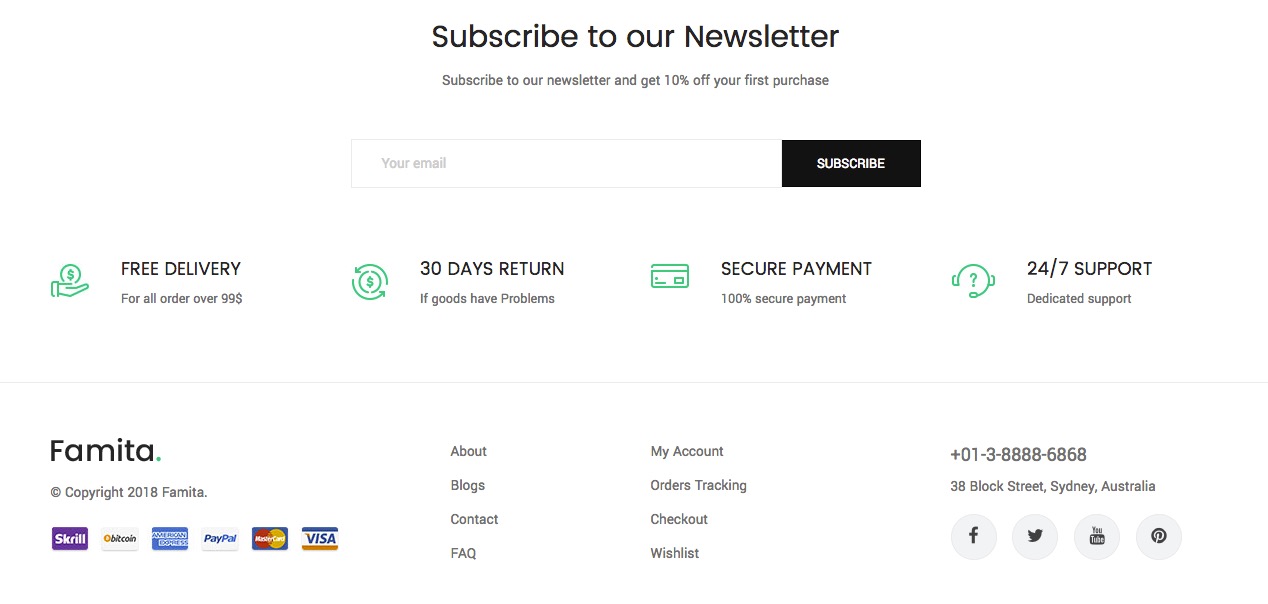 Subscribe to our Newsletter
Subscribe to our newsletter and get 10% off your first purchase
Your email
SUBSCRIBE
FREE DELIVERY
For all order over 99$
30 DAYS RETURN
If goods have Problems
SECURE PAYMENT
100% secure payment
24/7 SUPPORT
Dedicated support
Famita.
© Copyright 2018 Famita.
Skrill
bitcoin
AMERICAN
EXPRESS
PayPal
MasterCard
VISA
About
Blogs
Contact
FAQ
My Account
Orders Tracking
Checkout
Wishlist
+01-3-8888-6868
38 Block Street, Sydney, Australia
You
Tube